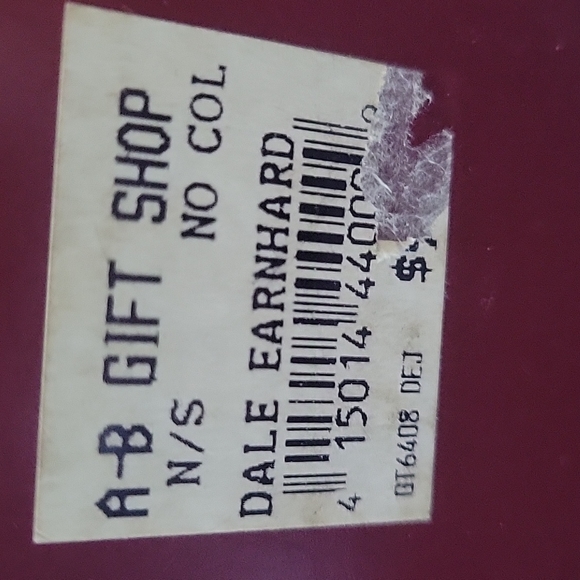 A-B GIFT SHOP
N/S NO COL
DALE EARNHARD
4 15014 4400
DT6408 DEJ $